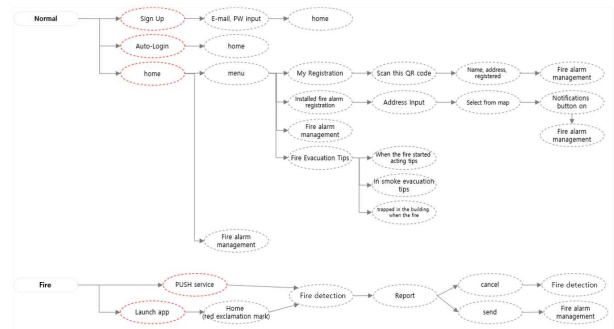 Normal
Sign Up
E-mail, PW input
home
Auto-Login
home
home
menu
My Registration
Scan this QR code
Name, address,
registered
Fire alarm
management
Installed fire alarm
registration
Address Input
Select from map
Notifications
button on
Fire alarm
management
Fire alarm
management
Fire Evacuation Tips
When the fire started
acting tips
In smoke evacuation
tips
trapped in the building
when the fire
Fire alarm
management
Fire
PUSH service
Launch app
Home
(red exclamation mark)
Fire detection
Report
cancel
Fire detection
send
Fire alarm
management